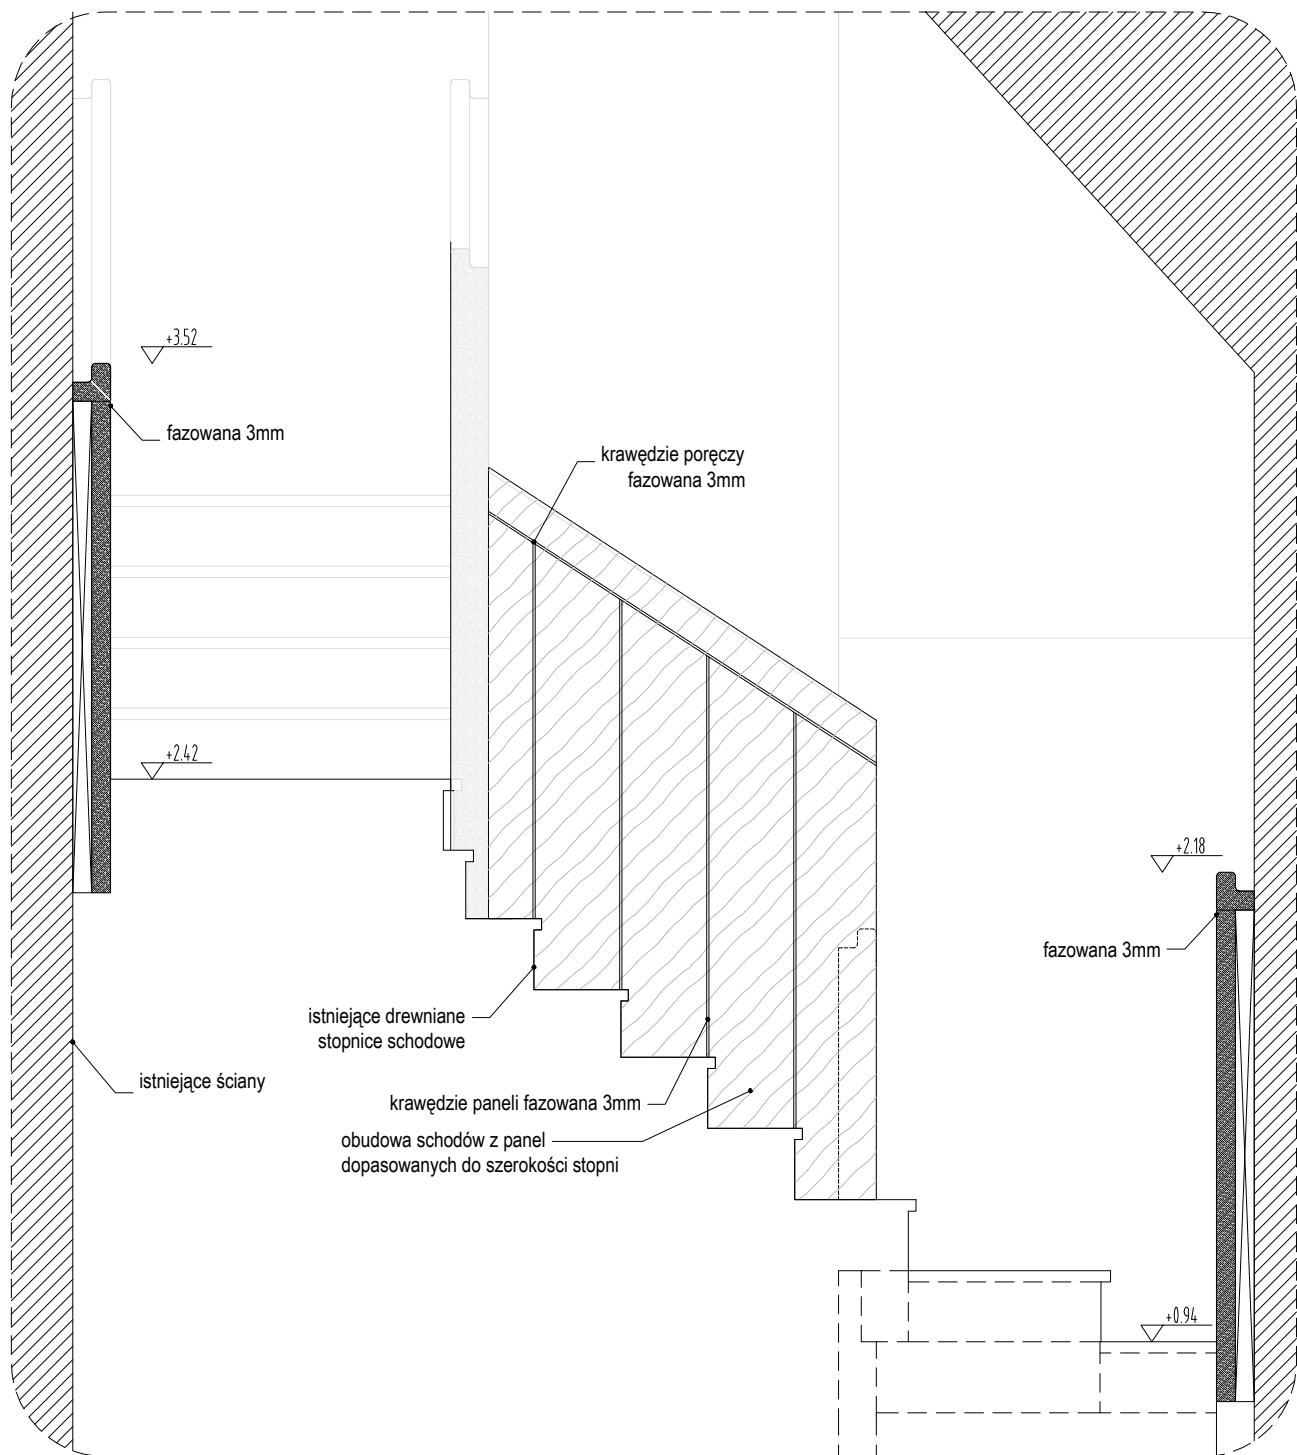 +3.52
fazowana 3mm
krawędzie poręczy
fazowana 3mm
+2.42
+2.18
fazowana 3mm
istniejące drewniane
stopnice schodowe
istniejące ściany
krawędzie paneli fazowana 3mm
obudowa schodów z panel
dopasowanych do szerokości stopni
+0.94